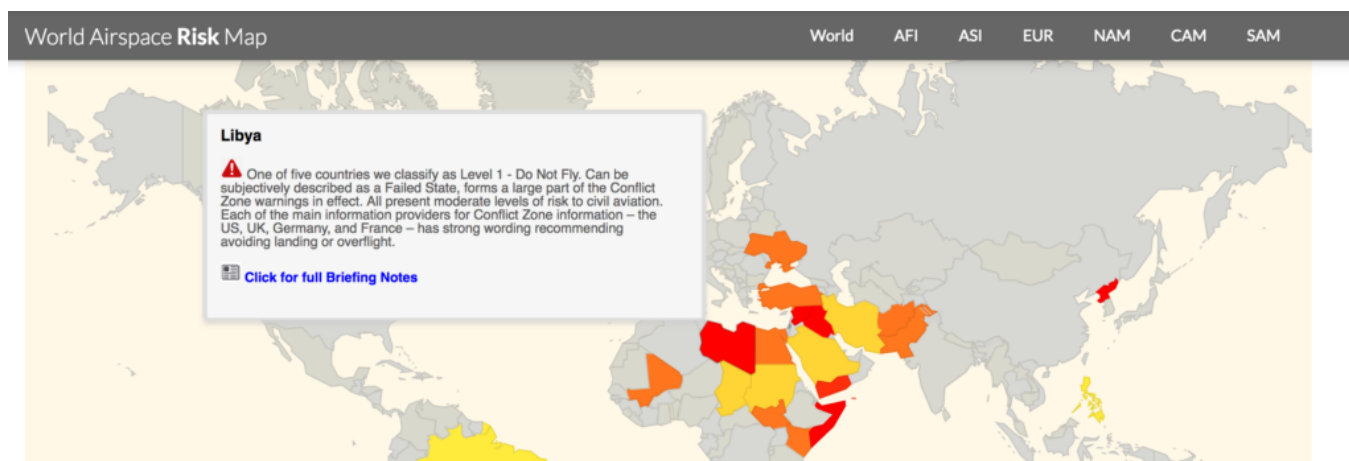 World Airspace Risk Map
World AFI ASI EUR NAM CAM SAM
Libya
One of five countries we classify as Level 1 - Do Not Fly. Can be
subjectively described as a Failed State, forms a large part of the Conflict
Zone warnings in effect. All present moderate levels of risk to civil aviation.
Each of the main information providers for Conflict Zone information – the
US, UK, Germany, and France – has strong wording recommending
avoiding landing or overflight.
Click for full Briefing Notes